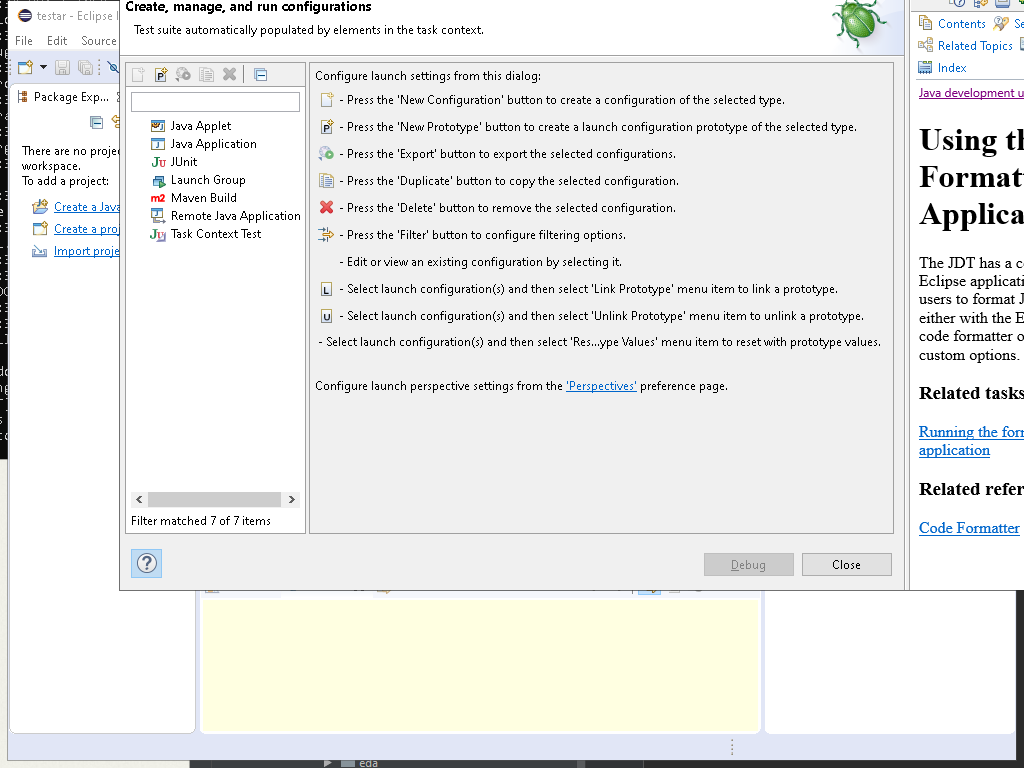 testar - Eclipse I
File Edit Source
Package Exp...
There are no proje
workspace.
To add a project:
Create a Java
Create a proj
Import proje
Create, manage, and run configurations
Test suite automatically populated by elements in the task context.
Java Applet
Java Application
JUnit
Launch Group
Maven Build
Remote Java Application
Task Context Test
Filter matched 7 of 7 items
Configure launch settings from this dialog:
- Press the 'New Configuration' button to create a configuration of the selected type.
- Press the 'New Prototype' button to create a launch configuration prototype of the selected type.
- Press the 'Export' button to export the selected configurations.
- Press the 'Duplicate' button to copy the selected configuration.
- Press the 'Delete' button to remove the selected configuration.
- Press the 'Filter' button to configure filtering options.
- Edit or view an existing configuration by selecting it.
- Select launch configuration(s) and then select 'Link Prototype' menu item to link a prototype.
- Select launch configuration(s) and then select 'Unlink Prototype' menu item to unlink a prototype.
- Select launch configuration(s) and then select 'Res...ype Values' menu item to reset with prototype values.
Configure launch perspective settings from the 'Perspectives' preference page.
Debug Close
Contents Se
Related Topics
Index
Java development u
Using th
Formatt
Applica
The JDT has a co
Eclipse applicati
users to format J
either with the E
code formatter o
custom options.
Related tasks
Running the form
application
Related refer
Code Formatter
eda